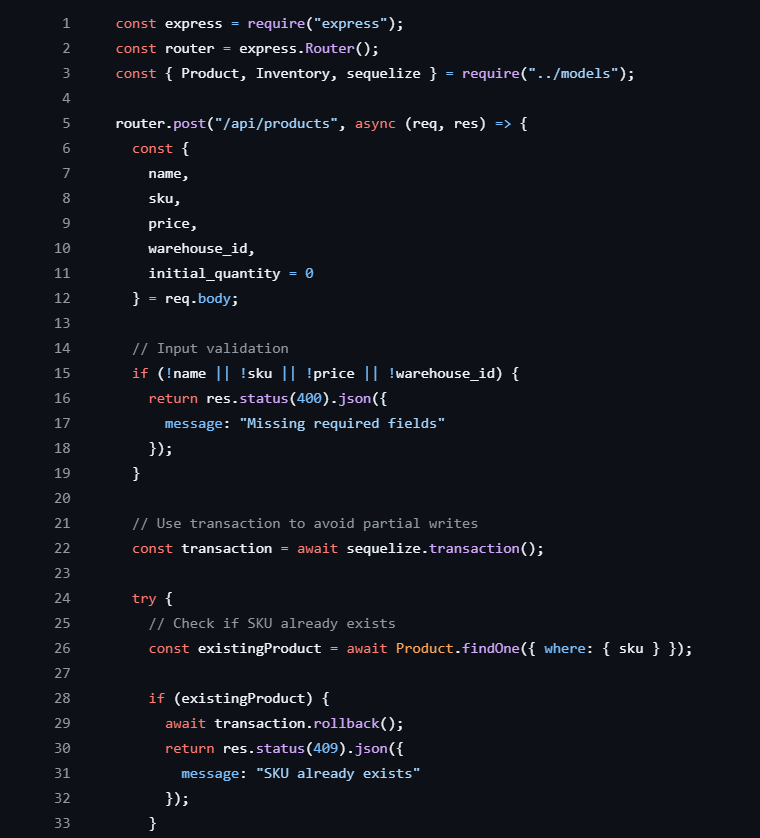 1 const express = require("express");
2 const router = express.Router();
3 const { Product, Inventory, sequelize } = require("../models");
4
5 router.post("/api/products", async (req, res) => {
6   const {
7     name,
8     sku,
9     price,
10     warehouse_id,
11     initial_quantity = 0
12   } = req.body;
13
14   // Input validation
15   if (!name || !sku || !price || !warehouse_id) {
16     return res.status(400).json({
17       message: "Missing required fields"
18     });
19   }
20
21   // Use transaction to avoid partial writes
22   const transaction = await sequelize.transaction();
23
24   try {
25     // Check if SKU already exists
26     const existingProduct = await Product.findOne({ where: { sku } });
27
28     if (existingProduct) {
29       await transaction.rollback();
30       return res.status(409).json({
31         message: "SKU already exists"
32       });
33     }